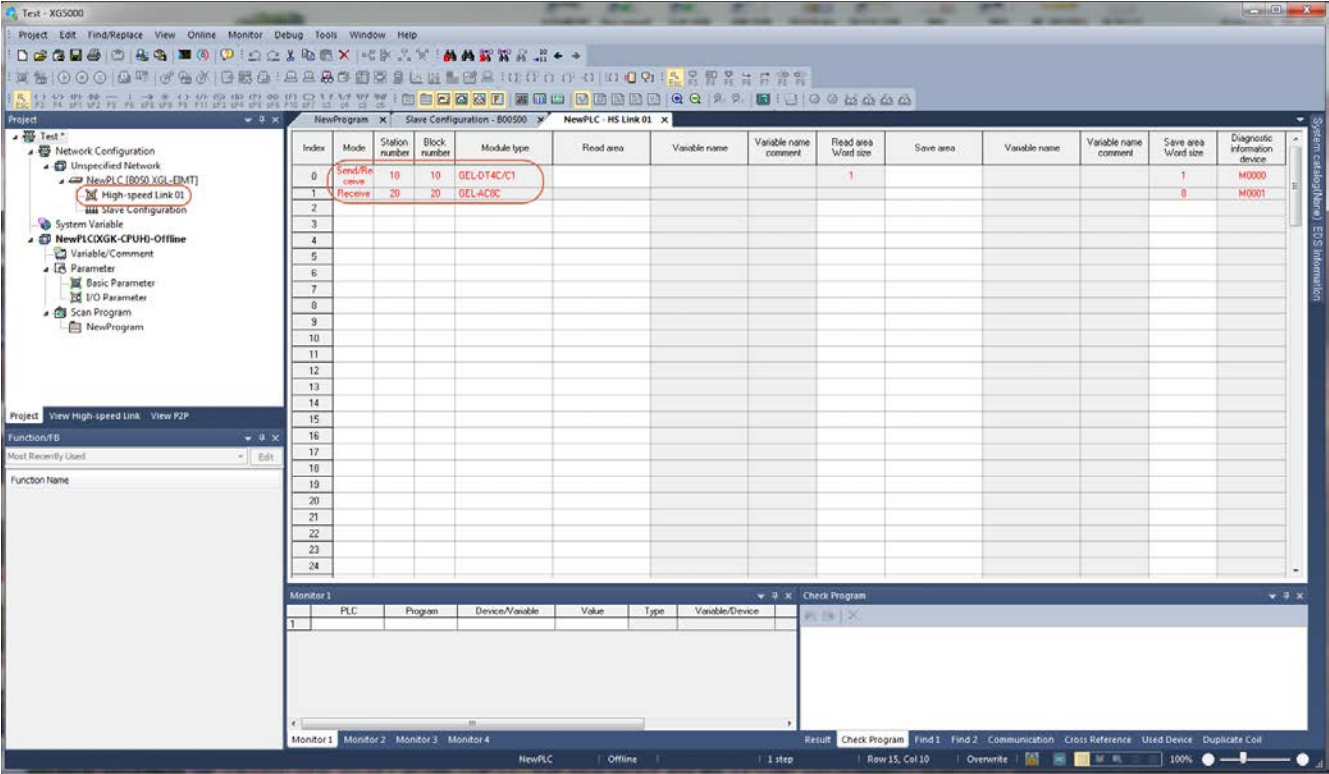 Test - XG5000
Project Edit Find/Replace View Online Monitor Debug Tools Window Help
Project
Test *
Network Configuration
Unspecified Network
NewPLC [B0S0 XGL-EIMT]
High-speed Link 01
Slave Configuration
System Variable
NewPLC(XGK-CPUH)-Offline
Variable/Comment
Parameter
Basic Parameter
I/O Parameter
Scan Program
NewProgram
Project View High-speed Link View P2P
Function/FB
Most Recently Used Edit
Function Name
NewProgram Slave Configuration - B00S00 NewPLC - HS Link 01
Index Mode Station number Block number Module type Read area Variable name Variable name comment Read area Word size Save area Variable name Variable name comment Save area Word size Diagnostic information device
0 Send/Receive 10 10 GEL-DT4C/C1 1 1 M0000
1 Receive 20 20 GEL-AC8C 8 M0001
2
3
4
5
6
7
8
9
10
11
12
13
14
15
16
17
18
19
20
21
22
23
24
Monitor 1
PLC Program Device/Variable Value Type Variable/Device
1
Monitor 1 Monitor 2 Monitor 3 Monitor 4
Check Program
Result Check Program Find 1 Find 2 Communication Cross Reference Used Device Duplicate Coil
System catalog(None) EDS information
NewPLC Offline 1 step Row 15, Col 10 Overwrite 100%